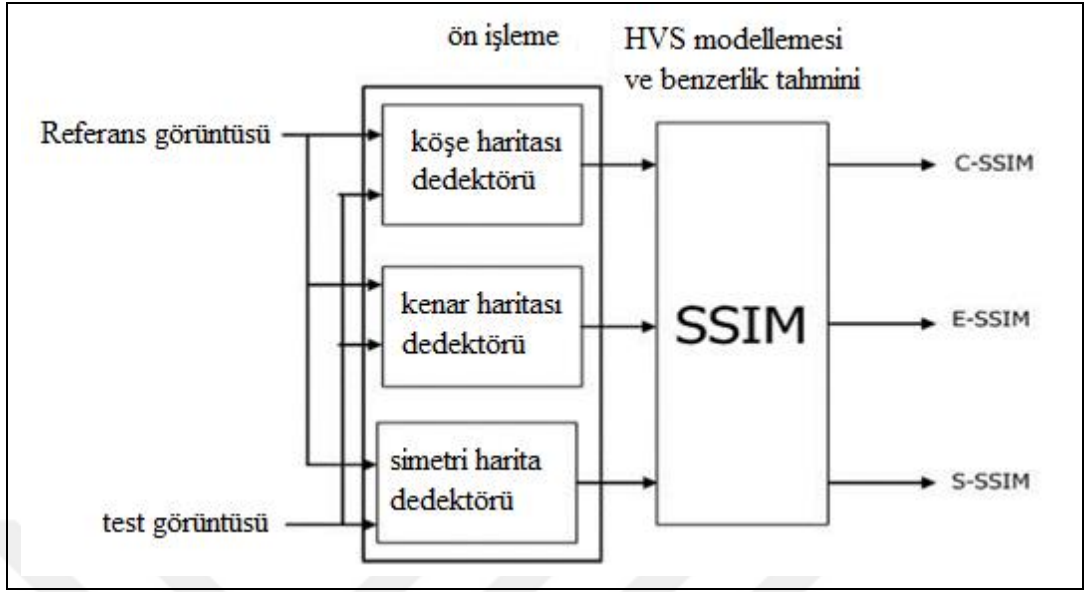 ön işleme
HVS modellemesi
ve benzerlik tahmini
Referans görüntüsü
köşe haritası
dedektörü
C-SSIM
kenar haritası
dedektörü
SSIM
E-SSIM
simetri harita
dedektörü
S-SSIM
test görüntüsü